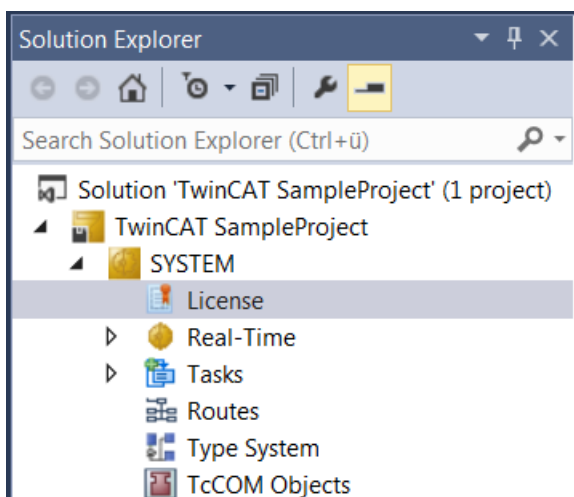 Solution Explorer
Search Solution Explorer (Ctrl+ü)
Solution 'TwinCAT SampleProject' (1 project)
TwinCAT SampleProject
SYSTEM
License
Real-Time
Tasks
Routes
Type System
TcCOM Objects